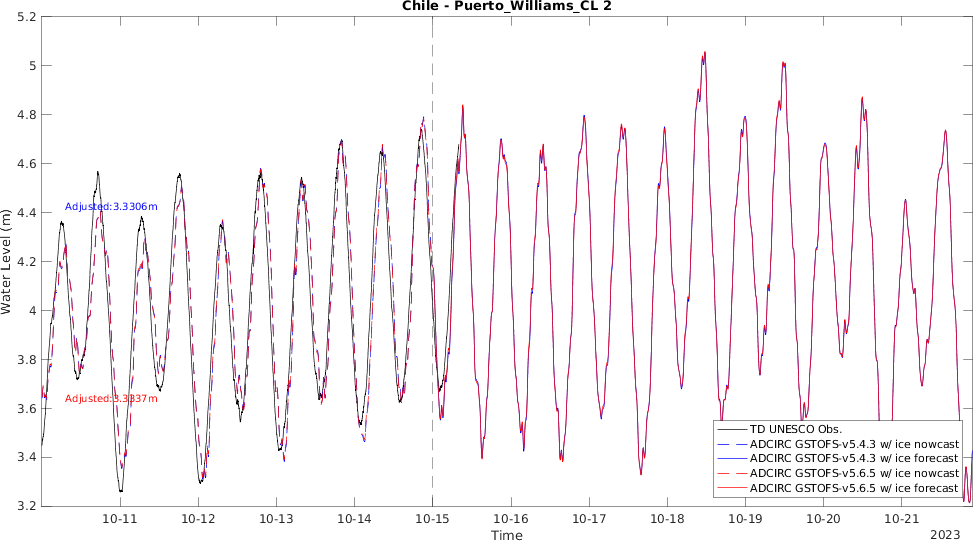 Chile - Puerto_Williams_CL 2
5.2
5
4.8
4.6
4.4
4.2
4
3.8
3.6
3.4
3.2
Water Level (m)
Adjusted:3.3306m
Adjusted:3.3337m
TD UNESCO Obs.
ADCIRC GSTOFS-v5.4.3 w/ ice nowcast
ADCIRC GSTOFS-v5.4.3 w/ ice forecast
ADCIRC GSTOFS-v5.6.5 w/ ice nowcast
ADCIRC GSTOFS-v5.6.5 w/ ice forecast
10-11 10-12 10-13 10-14 10-15 10-16 10-17 10-18 10-19 10-20 10-21
Time
2023